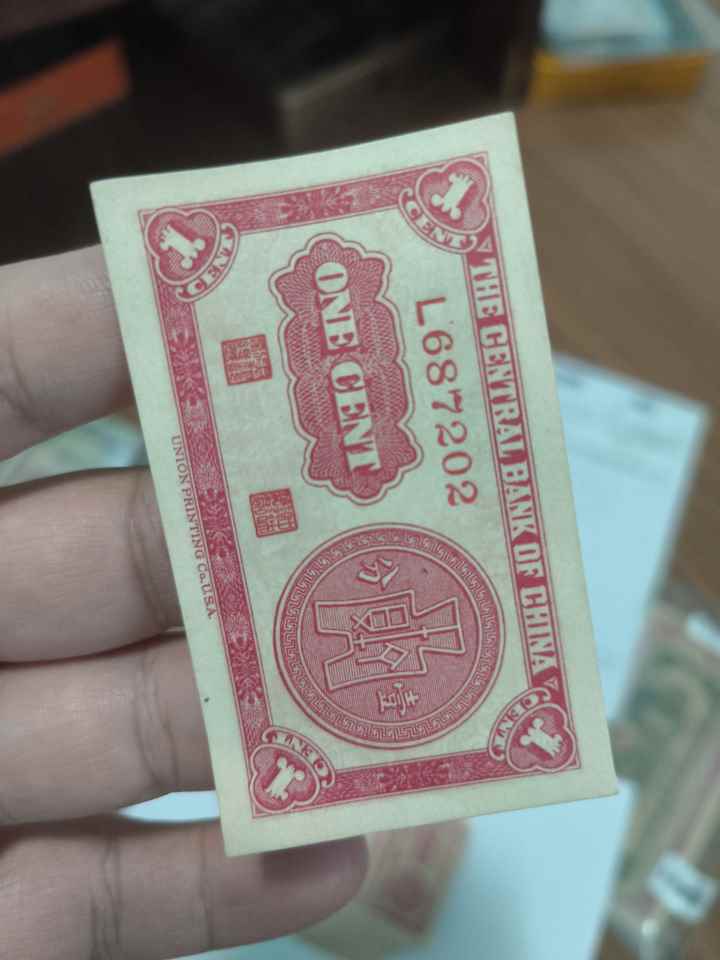 THE CENTRAL BANK OF CHINA
1 CENT
1 CENT
L687202
ONE CENT
壹
分
1 CENT
1 CENT
UNION PRINTING CO. U.S.A.